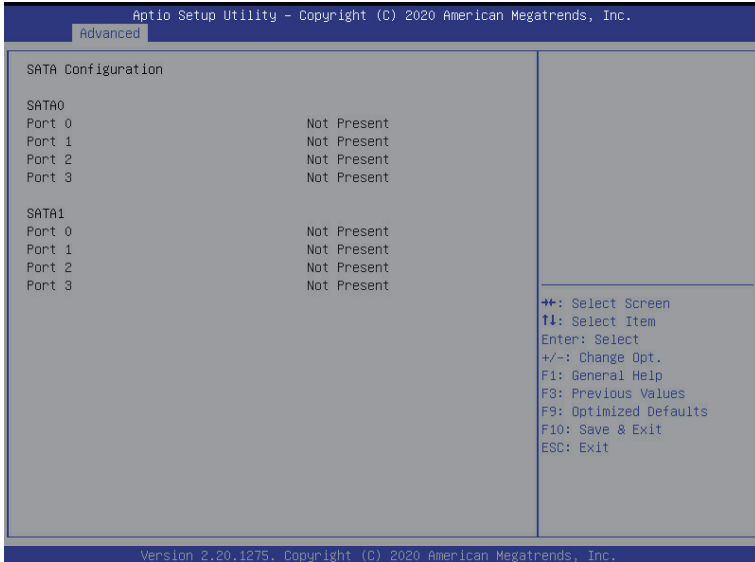 Aptio Setup Utility – Copyright (C) 2020 American Megatrends, Inc.
Advanced
SATA Configuration
SATA0
Port 0 Not Present
Port 1 Not Present
Port 2 Not Present
Port 3 Not Present
SATA1
Port 0 Not Present
Port 1 Not Present
Port 2 Not Present
Port 3 Not Present
→←: Select Screen
↑↓: Select Item
Enter: Select
+/-: Change Opt.
F1: General Help
F3: Previous Values
F9: Optimized Defaults
F10: Save & Exit
ESC: Exit
Version 2.20.1275. Copyright (C) 2020 American Megatrends, Inc.